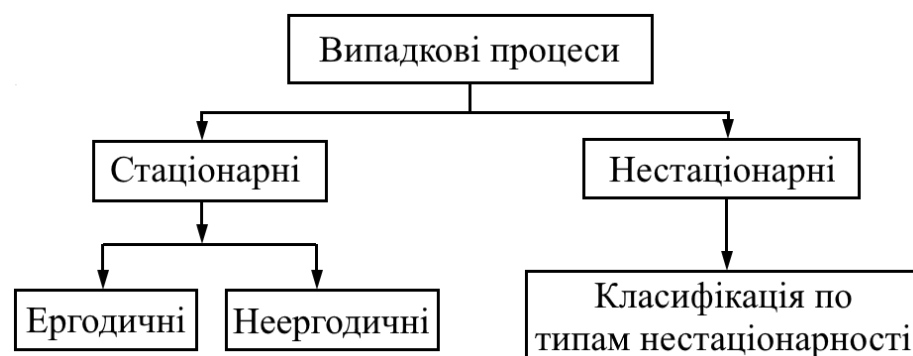 Випадкові процеси
Стаціонарні
Нестаціонарні
Ергодичні
Неергодичні
Класифікація по
типам нестаціонарності